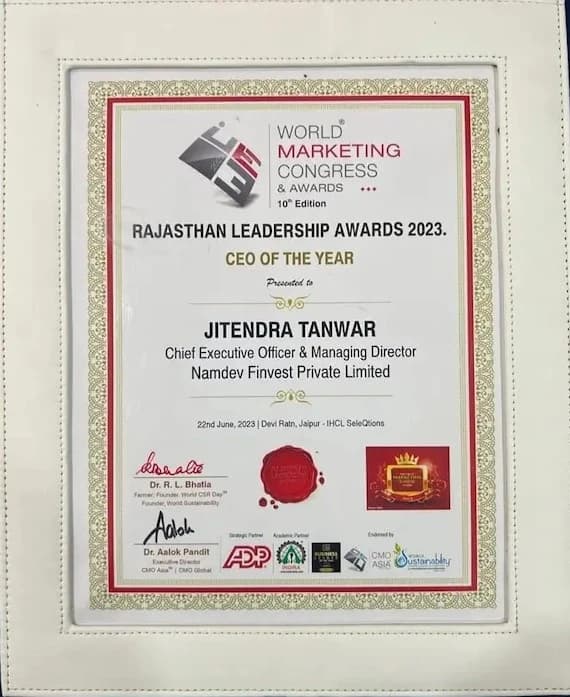 WORLD®
MARKETING
CONGRESS
& AWARDS
10th Edition
RAJASTHAN LEADERSHIP AWARDS 2023.
CEO OF THE YEAR
Presented to
JITENDRA TANWAR
Chief Executive Officer & Managing Director
Namdev Finvest Private Limited
22nd June, 2023 | Devi Ratn, Jaipur - IHCL SeleQtions
Dr. R. L. Bhatia
Former, Founder, World CSR Day
Founder, World Sustainability
Aalok
Dr. Aalok Pandit
Executive Director
CMO Asia | CMO Global
Strategic Partner
ADP
Academic Partner
BUSINESS
Endorsed by
CMO
ASIA
Sustainability